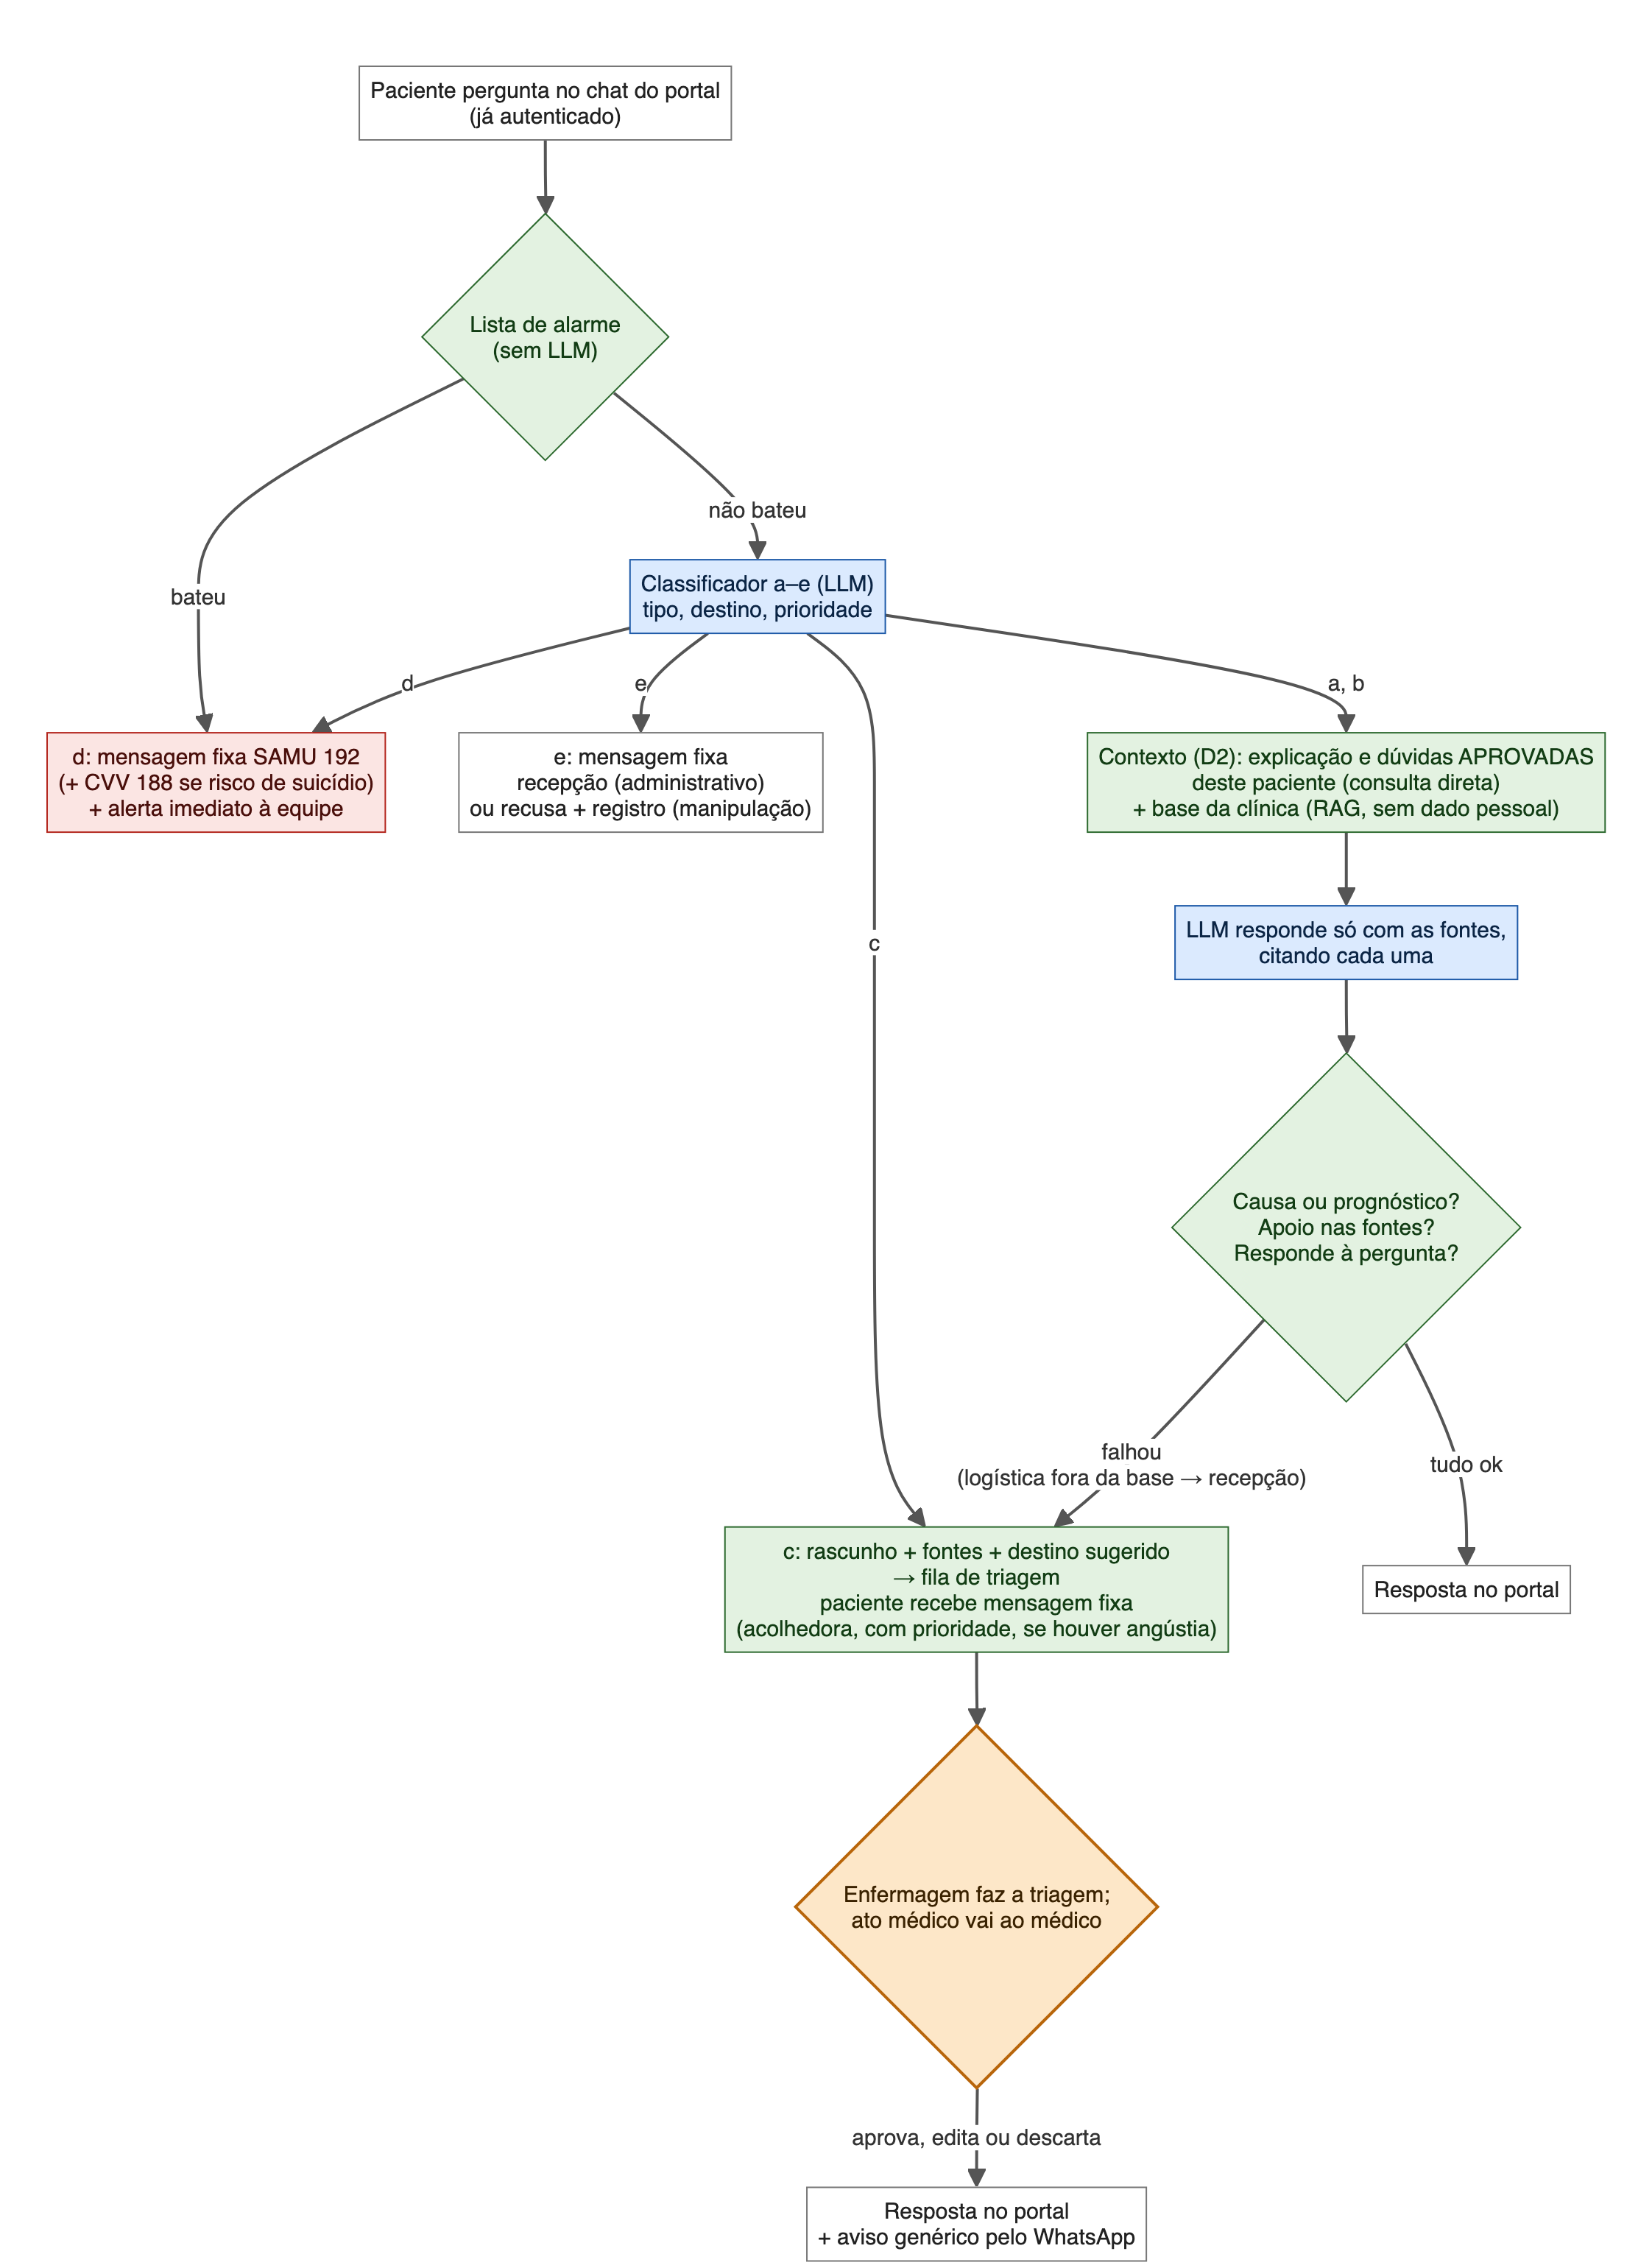 Paciente pergunta no chat do portal
(já autenticado)
Lista de alarme
(sem LLM)
não bateu
bateu
Classificador a–e (LLM)
tipo, destino, prioridade
d
e
a, b
d: mensagem fixa SAMU 192
(+ CVV 188 se risco de suicídio)
+ alerta imediato à equipe
e: mensagem fixa
recepção (administrativo)
ou recusa + registro (manipulação)
Contexto (D2): explicação e dúvidas APROVADAS
deste paciente (consulta direta)
+ base da clínica (RAG, sem dado pessoal)
c
LLM responde só com as fontes,
citando cada uma
Causa ou prognóstico?
Apoio nas fontes?
Responde à pergunta?
falhou
(logística fora da base → recepção)
tudo ok
c: rascunho + fontes + destino sugerido
→ fila de triagem
paciente recebe mensagem fixa
(acolhedora, com prioridade, se houver angústia)
Resposta no portal
Enfermagem faz a triagem;
ato médico vai ao médico
aprova, edita ou descarta
Resposta no portal
+ aviso genérico pelo WhatsApp